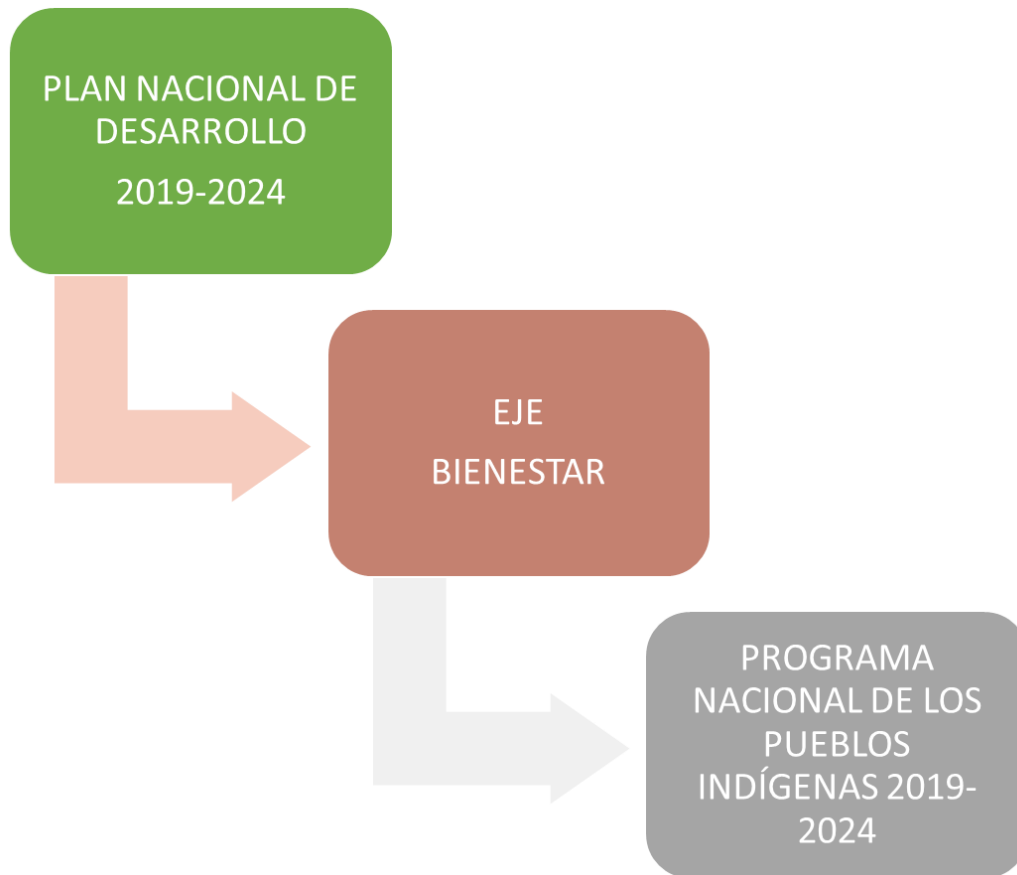 PLAN NACIONAL DE
DESARROLLO
2019-2024
EJE
BIENESTAR
PROGRAMA
NACIONAL DE LOS
PUEBLOS
INDÍGENAS 2019-
2024